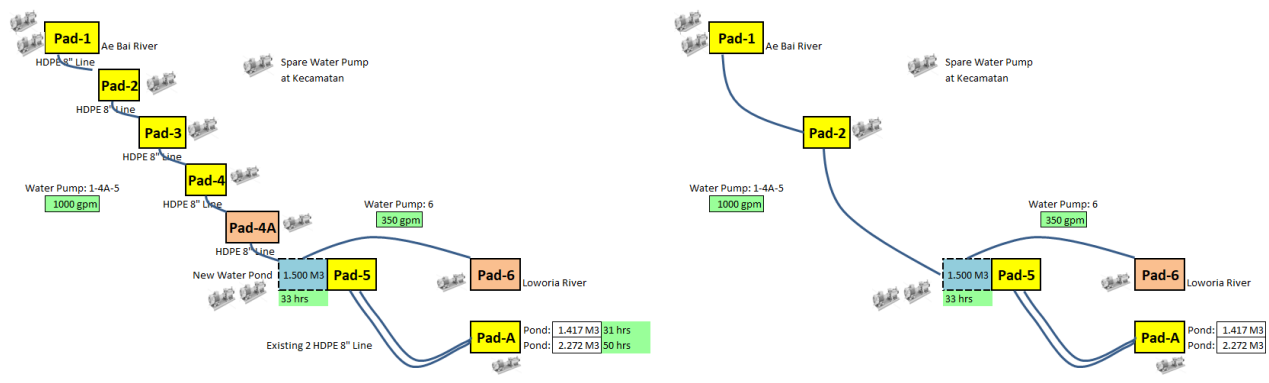 Pad-1
Ae Bai River
HDPE 8" Line
Spare Water Pump
at Kecamatan
Pad-2
HDPE 8" Line
Pad-3
HDPE 8" Line
Pad-4
Water Pump: 1-4A-5
1000 gpm
HDPE 8" Line
Water Pump: 6
350 gpm
Pad-4A
HDPE 8" Line
New Water Pond
1.500 M3
Pad-5
Pad-6
Loworia River
33 hrs
Existing 2 HDPE 8" Line
Pad-A
Pond: 1.417 M3 31 hrs
Pond: 2.272 M3 50 hrs
Pad-1
Ae Bai River
Spare Water Pump
at Kecamatan
Pad-2
Water Pump: 1-4A-5
1000 gpm
Water Pump: 6
350 gpm
1.500 M3
Pad-5
Pad-6
Loworia River
33 hrs
Pad-A
Pond: 1.417 M3
Pond: 2.272 M3